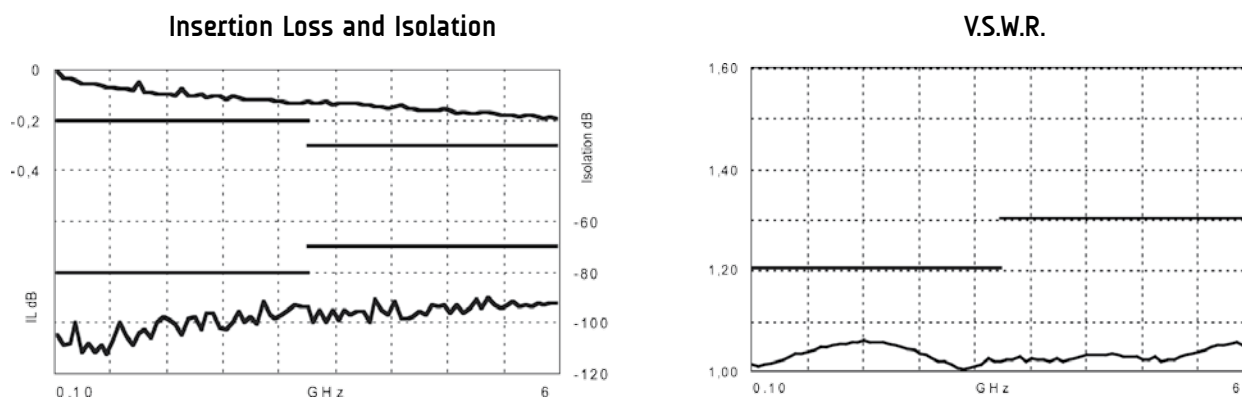 Insertion Loss and Isolation
0
-0,2
-0,4
IL dB
Isolation dB
-60
-80
-100
-120
0.10 GHz 6
V.S.W.R.
1,60
1,40
1,20
1,00
0.10 GHz 6